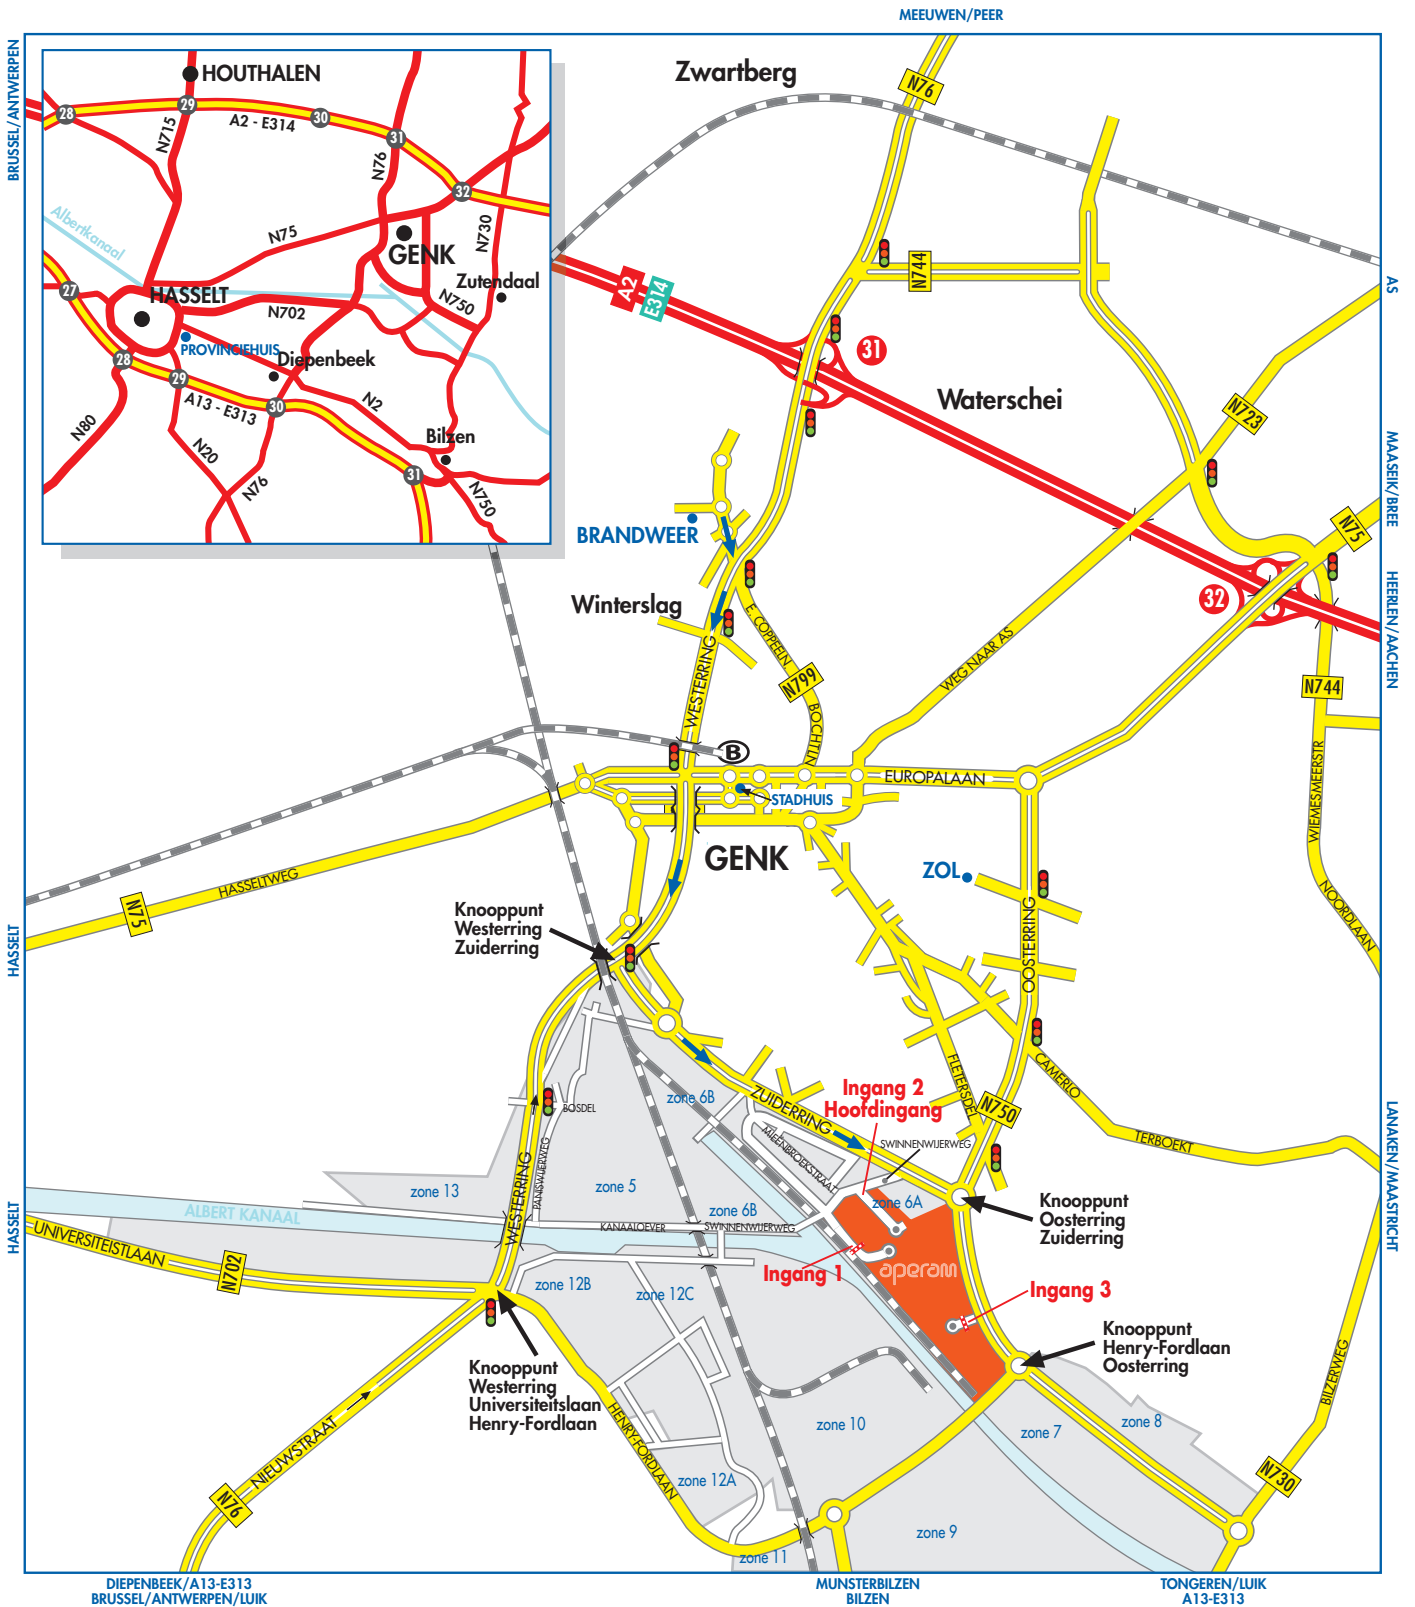 MEEUWEN/PEER
BRUSSEL/ANTWERPEN
HOUTHALEN
28
29
30
A2 - E314
31
N715
N76
32
Albertkanaal
N75
N730
GENK
Zutendaal
27
HASSELT
N702
N750
PROVINCIEHUIS
Diepenbeek
28
29
30
A13 - E313
N2
N80
N20
Bilzen
N76
31
N750
Zwartberg
N76
A2
E314
N744
AS
31
Waterschei
N723
MAASEIK/BREE
N75
BRANDWEER
HEERLEN/AACHEN
32
Winterslag
E. COPPEELN
WEG NAAR AS
WESTERRING
N799
N744
BOCHTLN
B
EUROPALAAN
STADHUIS
WIEMESMEERSTR
GENK
HASSELTWEG
ZOL
N75
NOORDLAAN
HASSELT
Knooppunt
Westerring
Zuiderring
OOSTERRING
CAMERLO
FLETERSDEL
Ingang 2
Hoofdingang
zone 6B
ZUIDERRING
N750
BOSDEL
MIEENBROEKSTRAAT
SWINNENWIJERWEG
TERBOEKT
LANAKEN/MAASTRICHT
PANISWIJERWEG
WESTERRING
zone 13
zone 5
zone 6A
zone 6B
Knooppunt
Oosterring
Zuiderring
HASSELT
ALBERT KANAAL
KANAALOEVER
SWINNENWIJERWEG
UNIVERSITEISTLAAN
N702
Ingang 1
aperam
zone 12B
zone 12C
Ingang 3
Knooppunt
Henry-Fordlaan
Oosterring
Knooppunt
Westerring
Universiteitslaan
Henry-Fordlaan
BILZERWEG
NIEUWSTRAAT
HENRY-FORDLAAN
zone 10
zone 7
zone 8
zone 12A
N76
N730
zone 9
zone 11
DIEPENBEEK/A13-E313
BRUSSEL/ANTWERPEN/LUIK
MUNSTERBILZEN
BILZEN
TONGEREN/LUIK
A13-E313